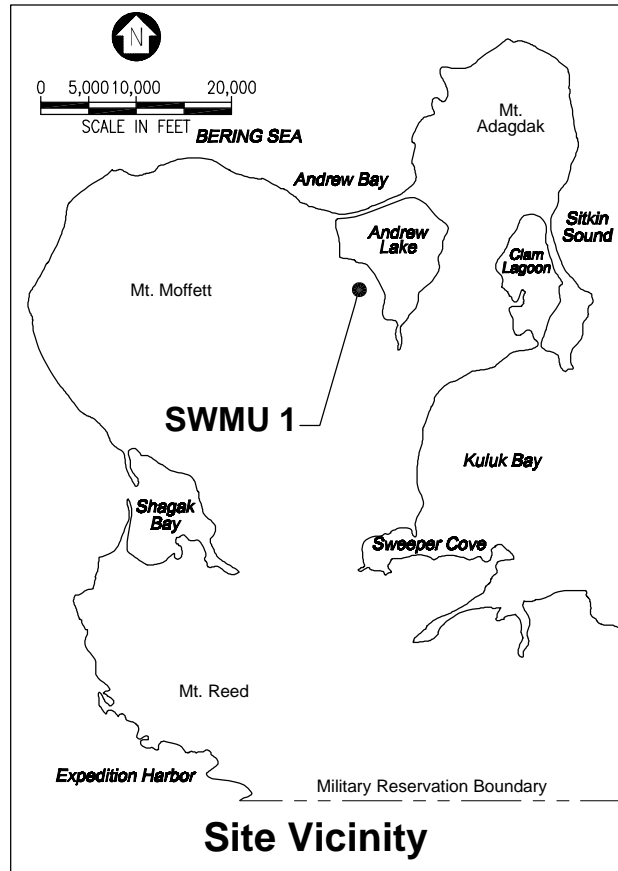 N
0 5,000 10,000 20,000
SCALE IN FEET
BERING SEA
Mt.
Adagdak
Andrew Bay
Andrew
Lake
Sitkin
Sound
Clam
Lagoon
Mt. Moffett
SWMU 1
Kuluk Bay
Shagak
Bay
Sweeper Cove
Mt. Reed
Expedition Harbor
Military Reservation Boundary
Site Vicinity